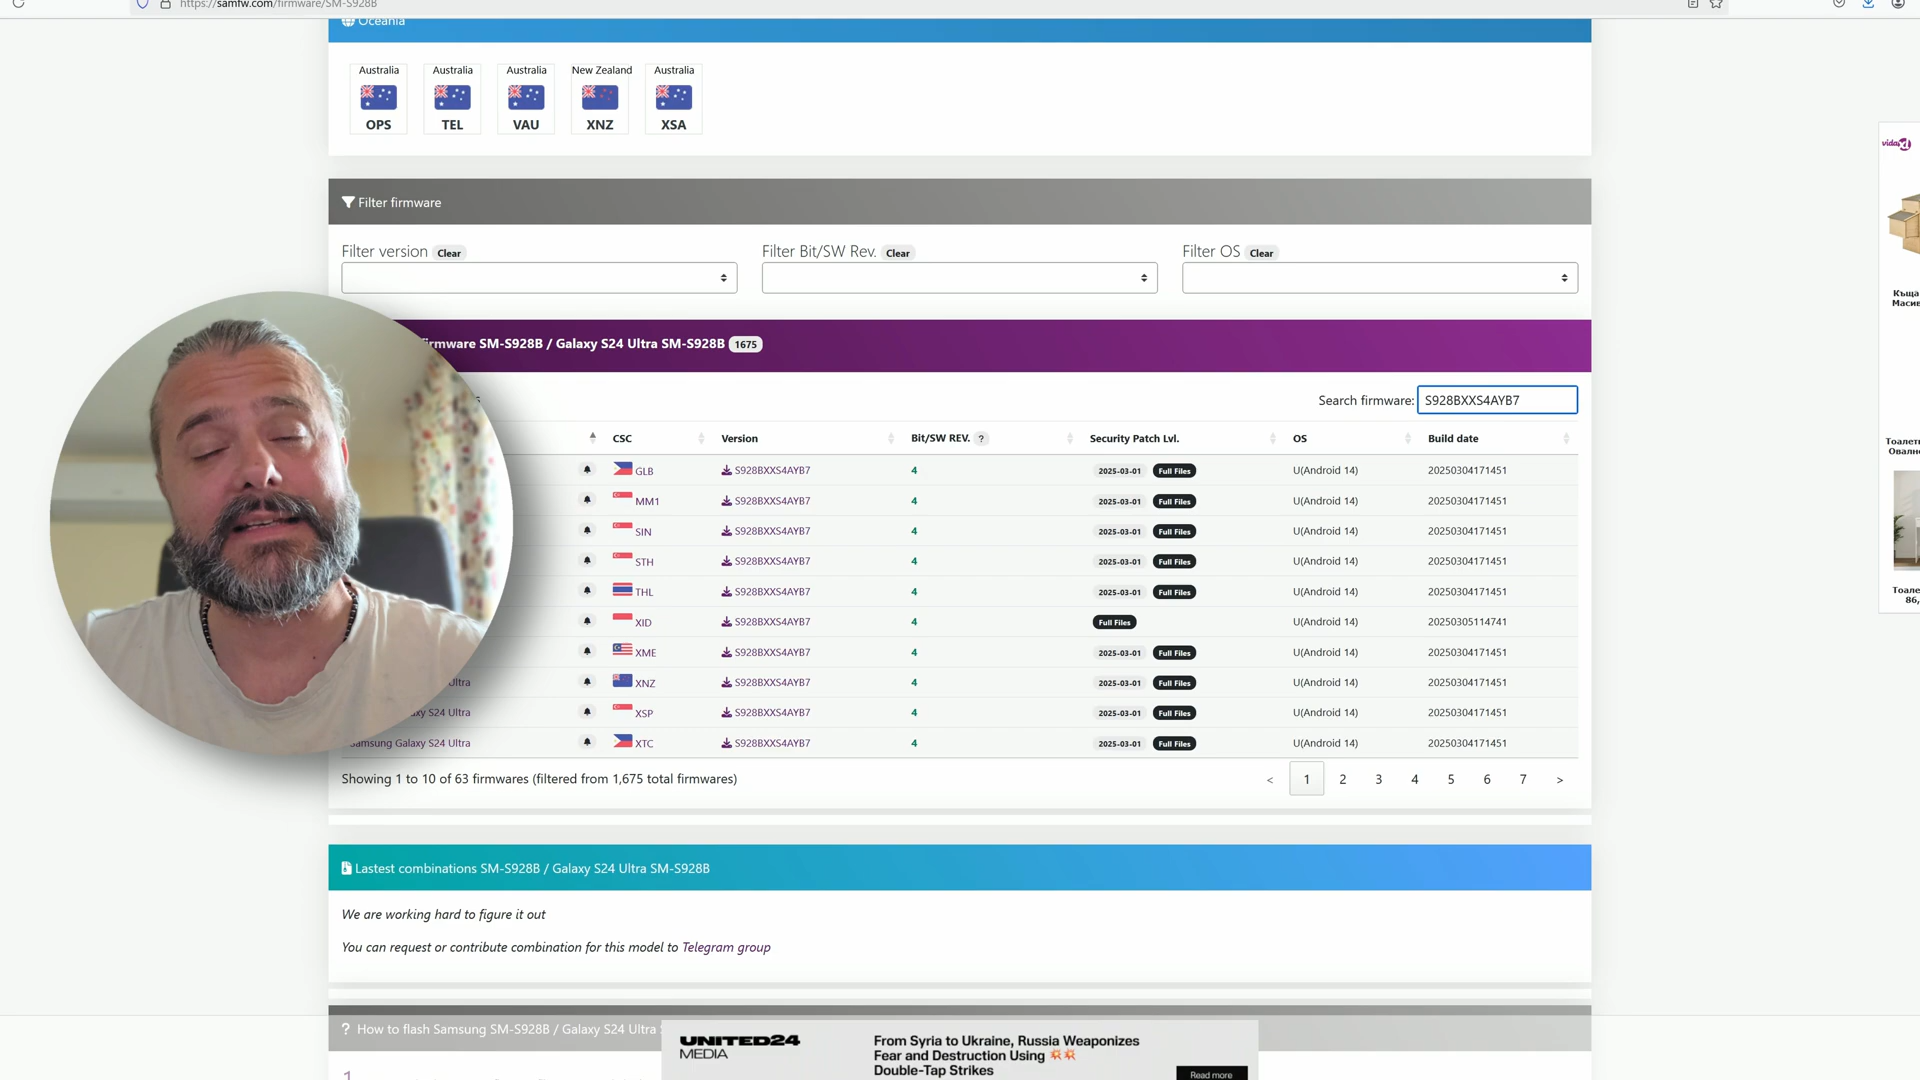 https://samfw.com/firmware/SM-S928B
Oceania
Australia Australia Australia New Zealand Australia
OPS TEL VAU XNZ XSA
Filter firmware
Filter version Clear Filter Bit/SW Rev. Clear Filter OS Clear
SM-S928B / Galaxy S24 Ultra SM-S928B 1675
Search firmware: S928BXXS4AYB7
CSC Version Bit/SW REV. ? Security Patch Lvl. OS Build date
GLB S928BXXS4AYB7 4 2025-03-01 Full Files U(Android 14) 20250304171451
MM1 S928BXXS4AYB7 4 2025-03-01 Full Files U(Android 14) 20250304171451
SIN S928BXXS4AYB7 4 2025-03-01 Full Files U(Android 14) 20250304171451
STH S928BXXS4AYB7 4 2025-03-01 Full Files U(Android 14) 20250304171451
THL S928BXXS4AYB7 4 2025-03-01 Full Files U(Android 14) 20250304171451
XID S928BXXS4AYB7 4 Full Files U(Android 14) 20250305114741
XME S928BXXS4AYB7 4 2025-03-01 Full Files U(Android 14) 20250304171451
Ultra XNZ S928BXXS4AYB7 4 2025-03-01 Full Files U(Android 14) 20250304171451
S24 Ultra XSP S928BXXS4AYB7 4 2025-03-01 Full Files U(Android 14) 20250304171451
Samsung Galaxy S24 Ultra XTC S928BXXS4AYB7 4 2025-03-01 Full Files U(Android 14) 20250304171451
Showing 1 to 10 of 63 firmwares (filtered from 1,675 total firmwares) < 1 2 3 4 5 6 7 >
Lastest combinations SM-S928B / Galaxy S24 Ultra SM-S928B
We are working hard to figure it out
You can request or contribute combination for this model to Telegram group
? How to flash Samsung SM-S928B / Galaxy S24 Ultra
1
UNITED24
MEDIA
From Syria to Ukraine, Russia Weaponizes
Fear and Destruction Using 💥💥
Double-Tap Strikes
Read more
vidaXL
Къща
Масив
86,